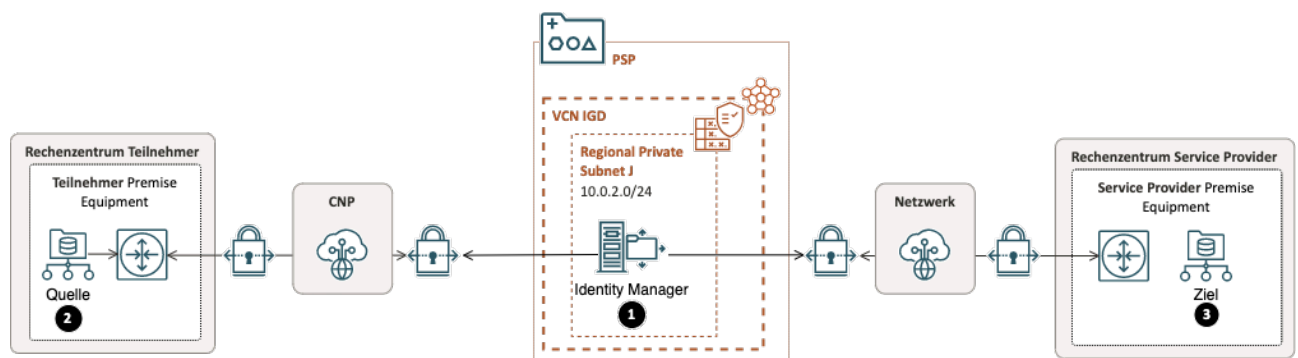 PSP
VCN IGD
Rechenzentrum Teilnehmer
Teilnehmer Premise
Equipment
Quelle
2
CNP
Regional Private
Subnet J
10.0.2.0/24
Identity Manager
1
Netzwerk
Rechenzentrum Service Provider
Service Provider Premise
Equipment
Ziel
3